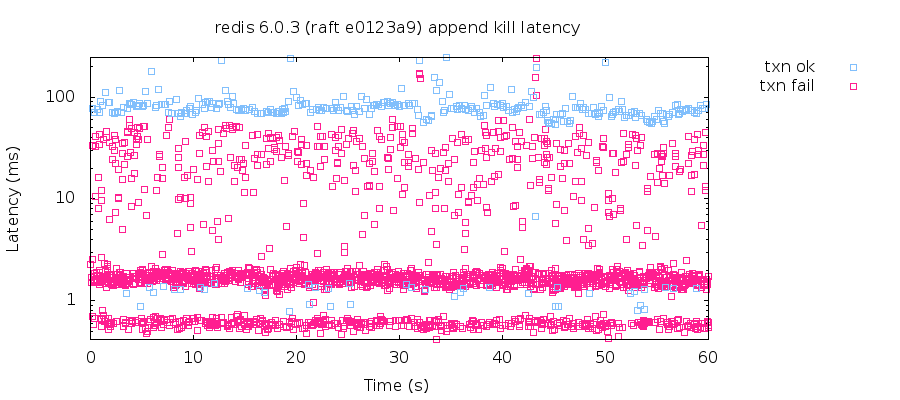 redis 6.0.3 (raft e0123a9) append kill latency
txn ok
txn fail
Latency (ms)
100
10
1
0 10 20 30 40 50 60
Time (s)